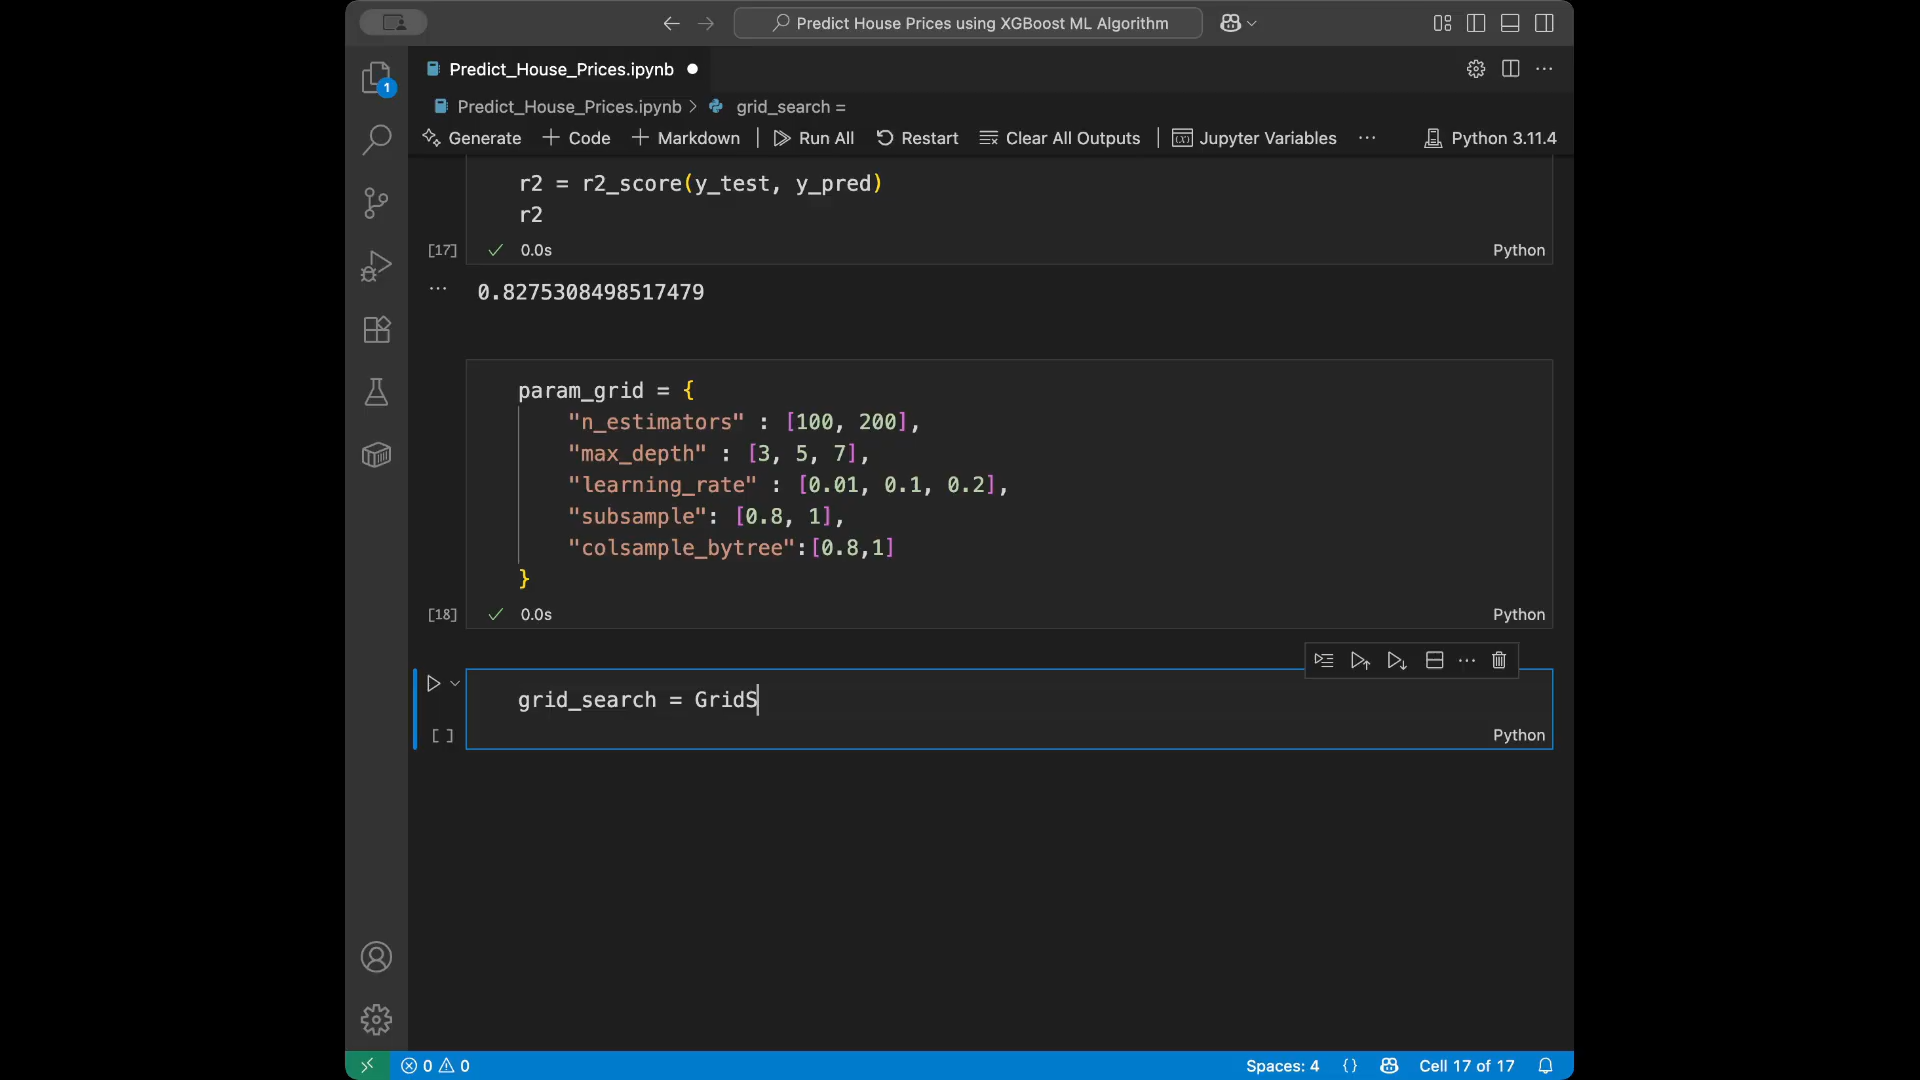 Predict House Prices using XGBoost ML Algorithm
1
Predict_House_Prices.ipynb
Predict_House_Prices.ipynb > grid_search =
Generate + Code + Markdown | Run All Restart Clear All Outputs | Jupyter Variables ... Python 3.11.4
r2 = r2_score(y_test, y_pred)
r2
[17] 0.0s Python
0.8275308498517479
param_grid = {
"n_estimators" : [100, 200],
"max_depth" : [3, 5, 7],
"learning_rate" : [0.01, 0.1, 0.2],
"subsample": [0.8, 1],
"colsample_bytree":[0.8,1]
}
[18] 0.0s Python
grid_search = GridS
[ ] Python
0 0 Spaces: 4 {} Cell 17 of 17